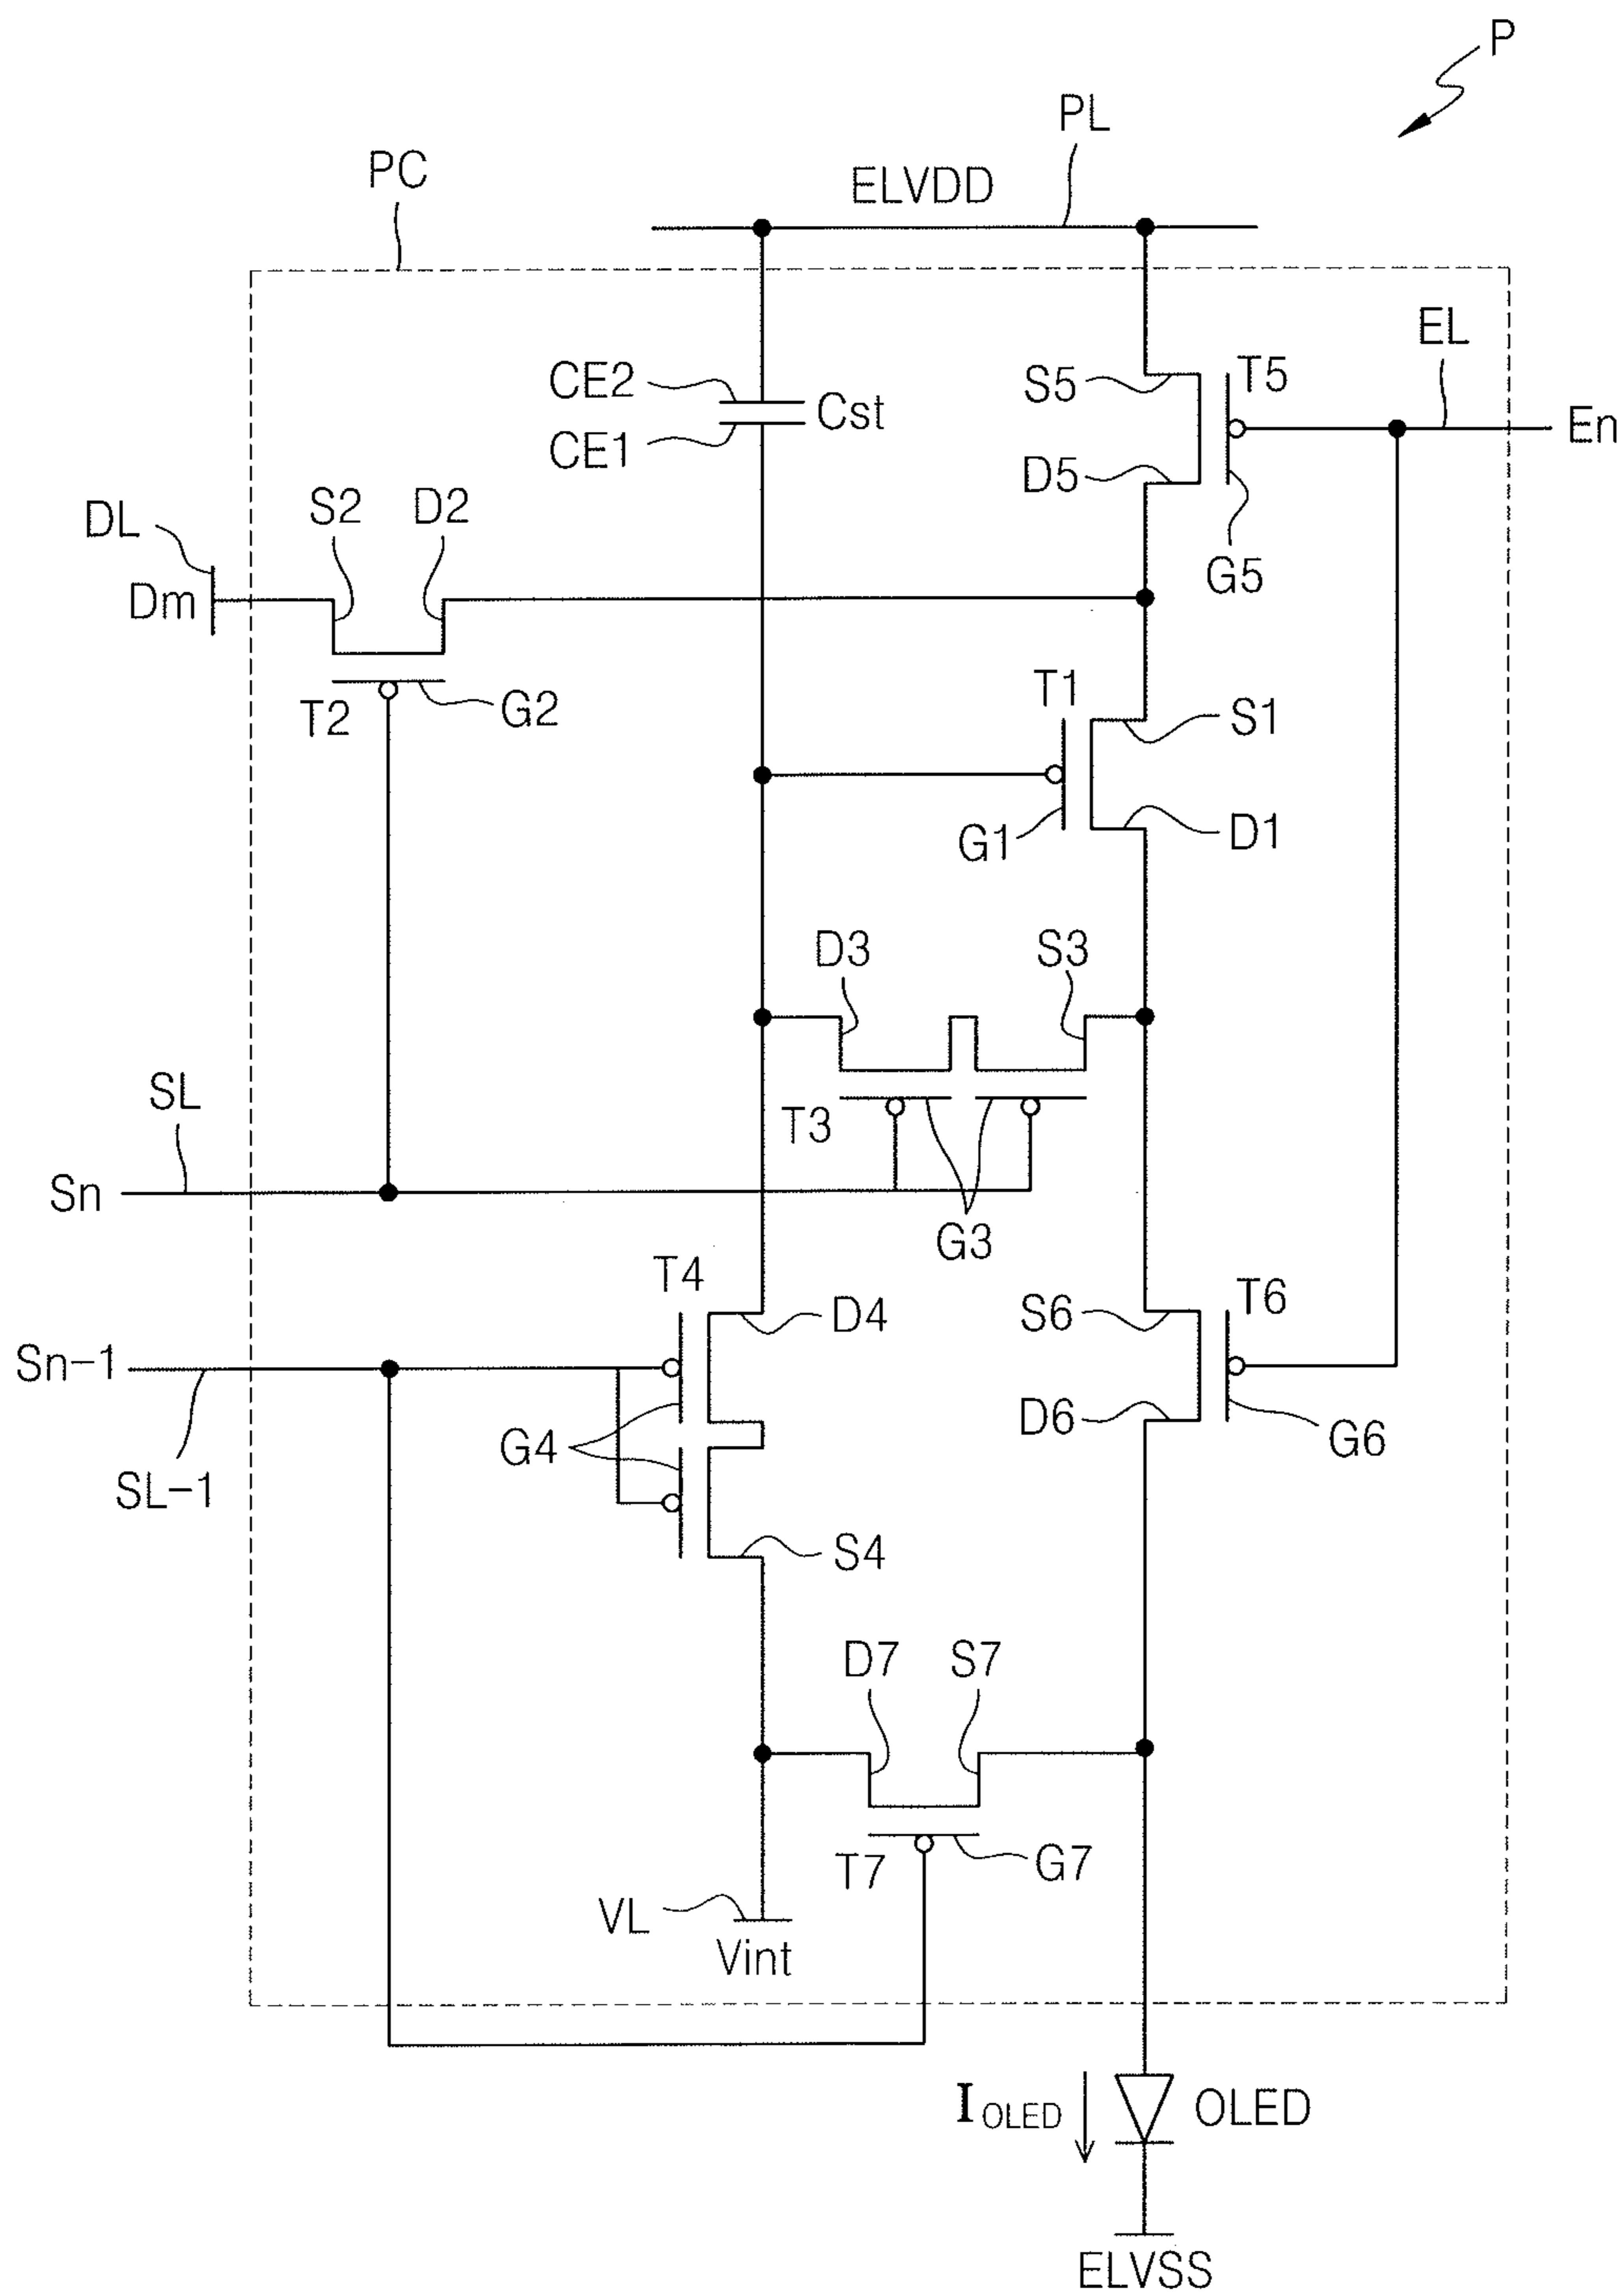 P
PL
PC
ELVDD
EL
CE2
Cst
CE1
S5
T5
En
D5
G5
DL
S2
D2
Dm
T2
G2
T1
S1
G1
D1
D3
S3
SL
T3
Sn
G3
T4
D4
S6
T6
Sn-1
D6
G4
G6
SL-1
S4
D7
S7
T7
G7
VL
Vint
IOLED
OLED
ELVSS